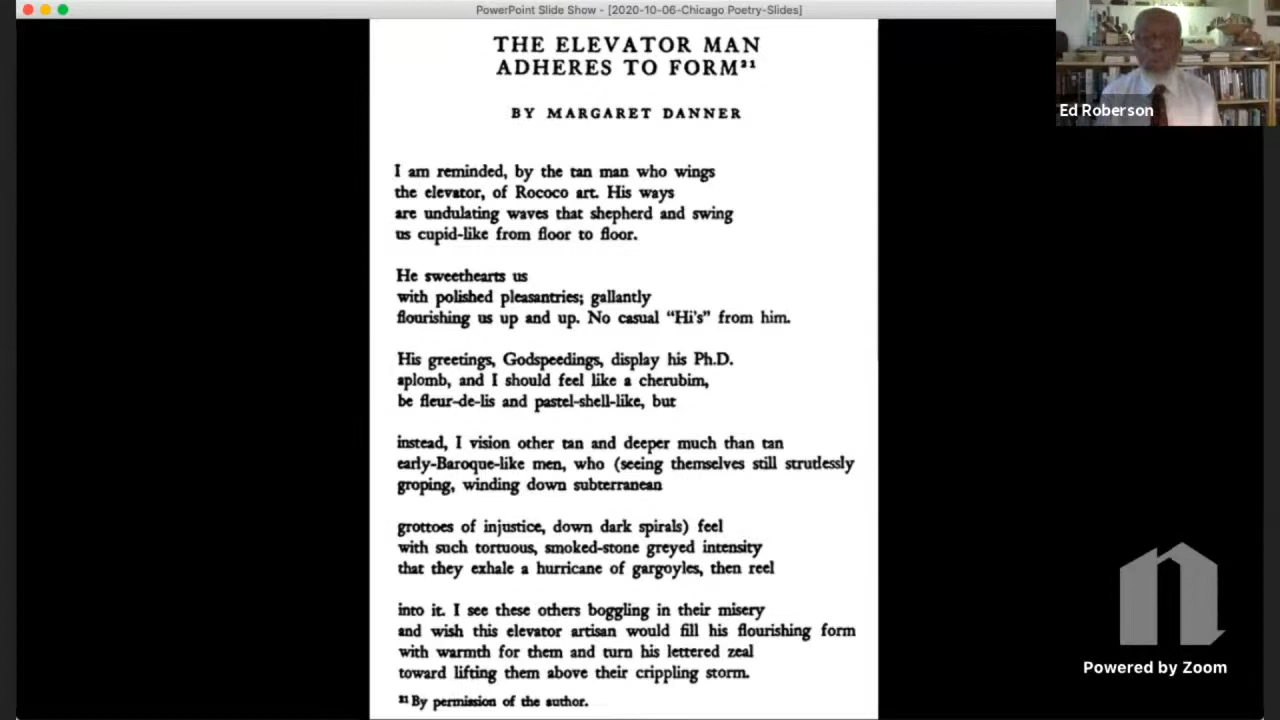 PowerPoint Slide Show - [2020-10-06-Chicago Poetry-Slides]
THE ELEVATOR MAN
ADHERES TO FORM²¹
BY MARGARET DANNER
I am reminded, by the tan man who wings
the elevator, of Rococo art. His ways
are undulating waves that shepherd and swing
us cupid-like from floor to floor.
He sweethearts us
with polished pleasantries; gallantly
flourishing us up and up. No casual “Hi's” from him.
His greetings, Godspeedings, display his Ph.D.
aplomb, and I should feel like a cherubim,
be fleur-de-lis and pastel-shell-like, but
instead, I vision other tan and deeper much than tan
early-Baroque-like men, who (seeing themselves still strutlessly
groping, winding down subterranean
grottoes of injustice, down dark spirals) feel
with such tortuous, smoked-stone greyed intensity
that they exhale a hurricane of gargoyles, then reel
into it. I see these others boggling in their misery
and wish this elevator artisan would fill his flourishing form
with warmth for them and turn his lettered zeal
toward lifting them above their crippling storm.
²¹ By permission of the author.
Ed Roberson
n
Powered by Zoom